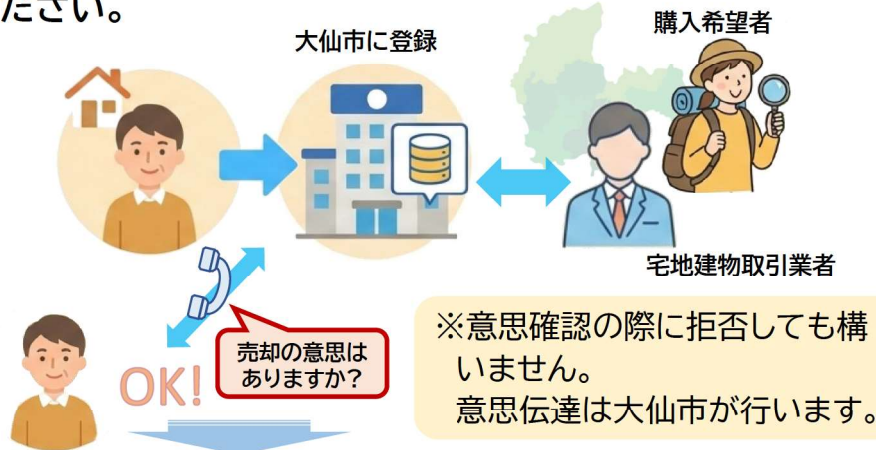 ださい。
大仙市に登録
購入希望者
宅地建物取引業者
売却の意思は
ありますか？
OK!
※意思確認の際に拒否しても構
いません。
意思伝達は大仙市が行います。